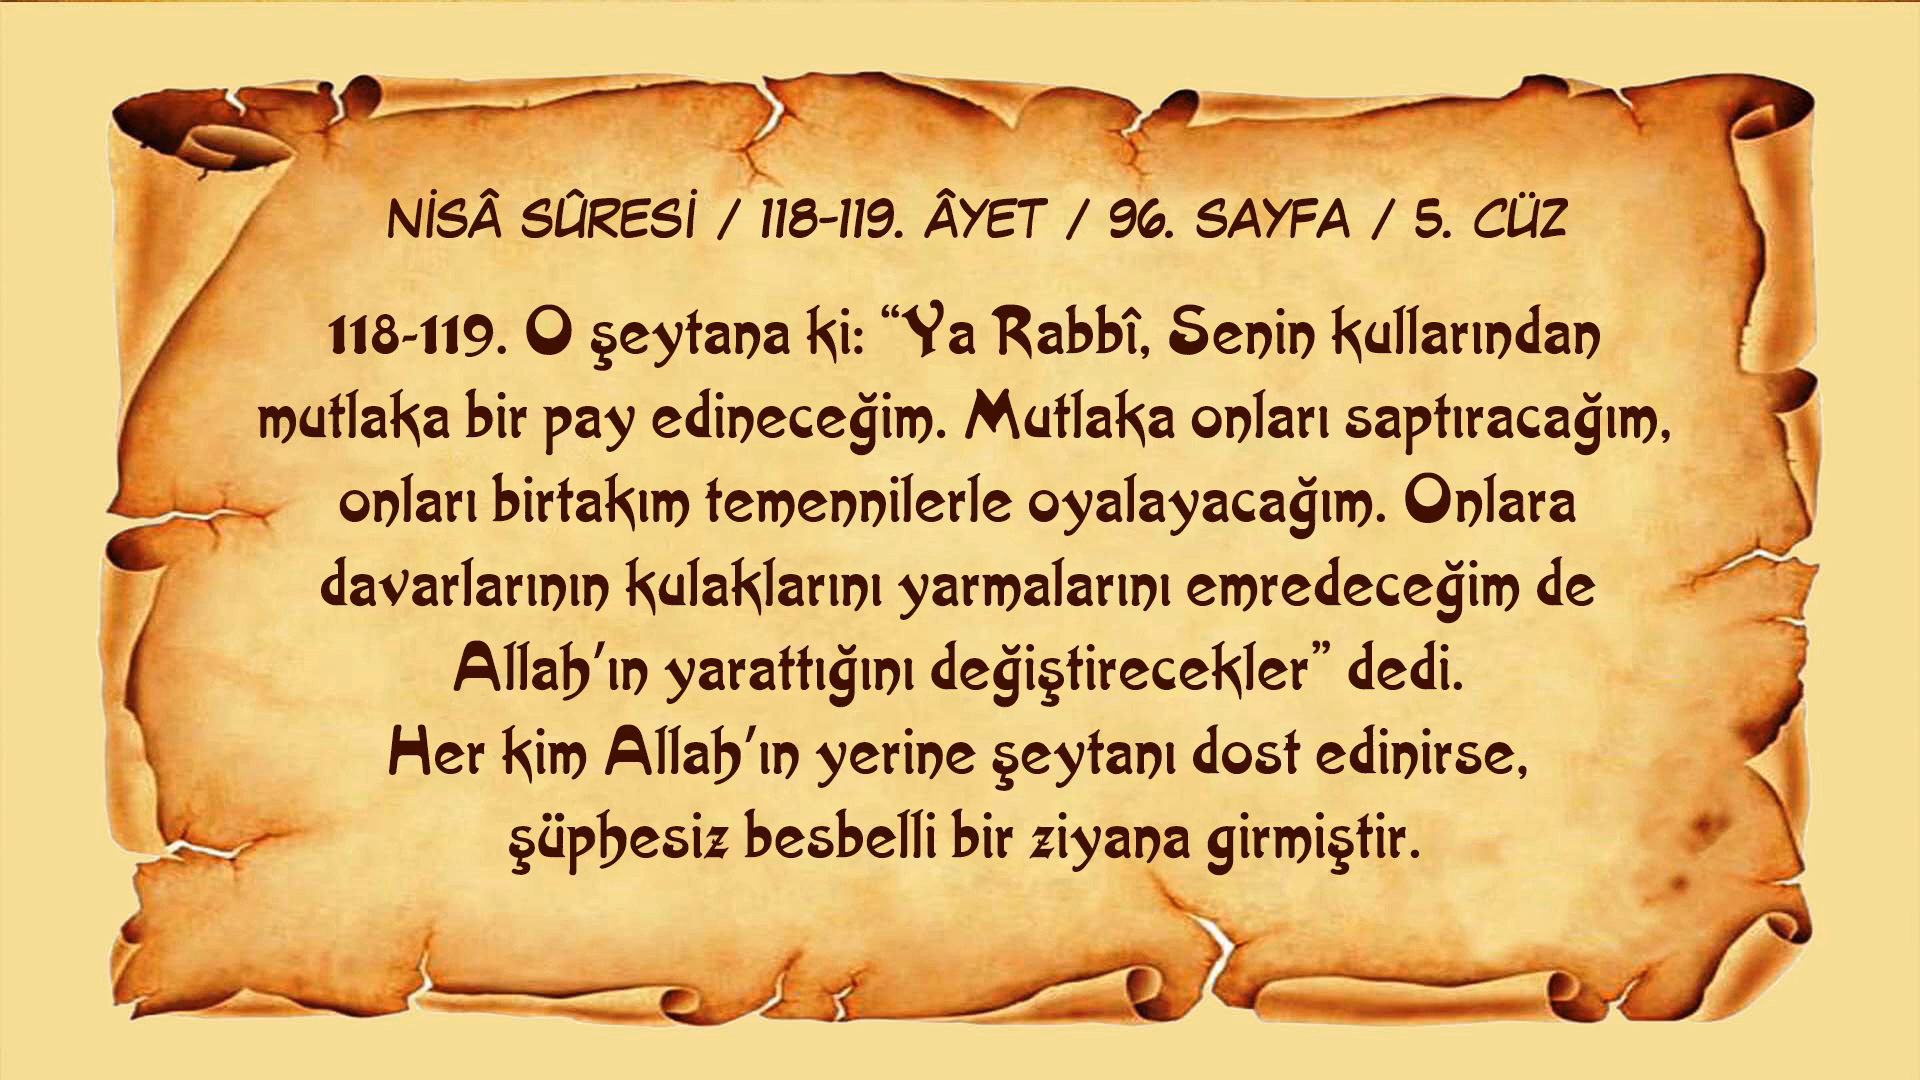 NİSÂ SÛRESİ / 118-119. ÂYET / 96. SAYFA / 5. CÜZ
118-119. O şeytana ki: “Ya Rabbî, Senin kullarından
mutlaka bir pay edineceğim. Mutlaka onları saptıracağım,
onları birtakım temennilerle oyalayacağım. Onlara
davarlarının kulaklarını yarmalarını emredeceğim de
Allah’ın yarattığını değiştirecekler” dedi.
Her kim Allah’ın yerine şeytanı dost edinirse,
şüphesiz besbelli bir ziyana girmiştir.